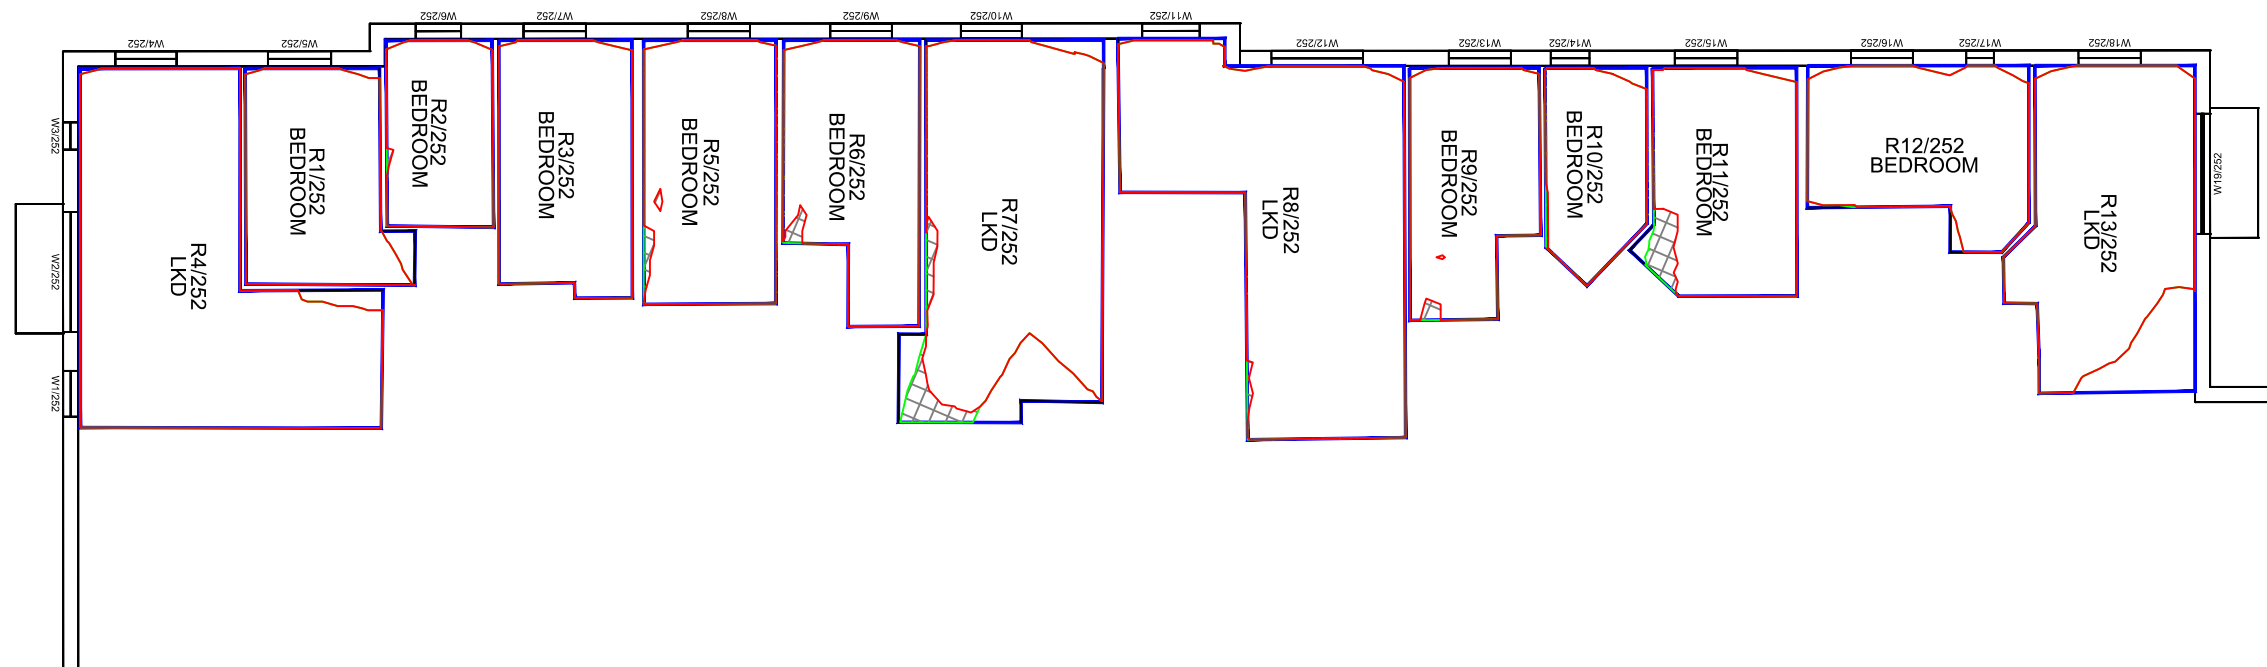 W4/252
W5/252
W6/252
W7/252
W8/252
W9/252
W10/252
W11/252
W12/252
W13/252
W14/252
W15/252
W16/252
W17/252
W18/252
W3/252
W2/252
W1/252
W19/252
R4/252
LKD
R1/252
BEDROOM
R2/252
BEDROOM
R3/252
BEDROOM
R5/252
BEDROOM
R6/252
BEDROOM
R7/252
LKD
R8/252
LKD
R9/252
BEDROOM
R10/252
BEDROOM
R11/252
BEDROOM
R12/252
BEDROOM
R13/252
LKD